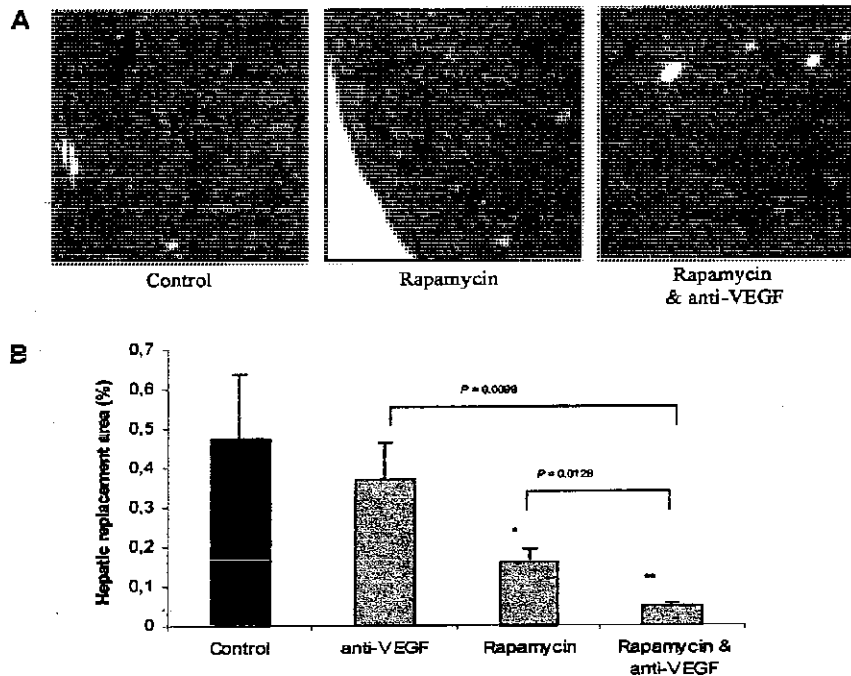 A
Control
Rapamycin
Rapamycin
& anti-VEGF
B
Hepatic replacement area (%)
0,7
0,6
0,5
0,4
0,3
0,2
0,1
0
P = 0.0099
P = 0.0128
*
**
Control
anti-VEGF
Rapamycin
Rapamycin &
anti-VEGF